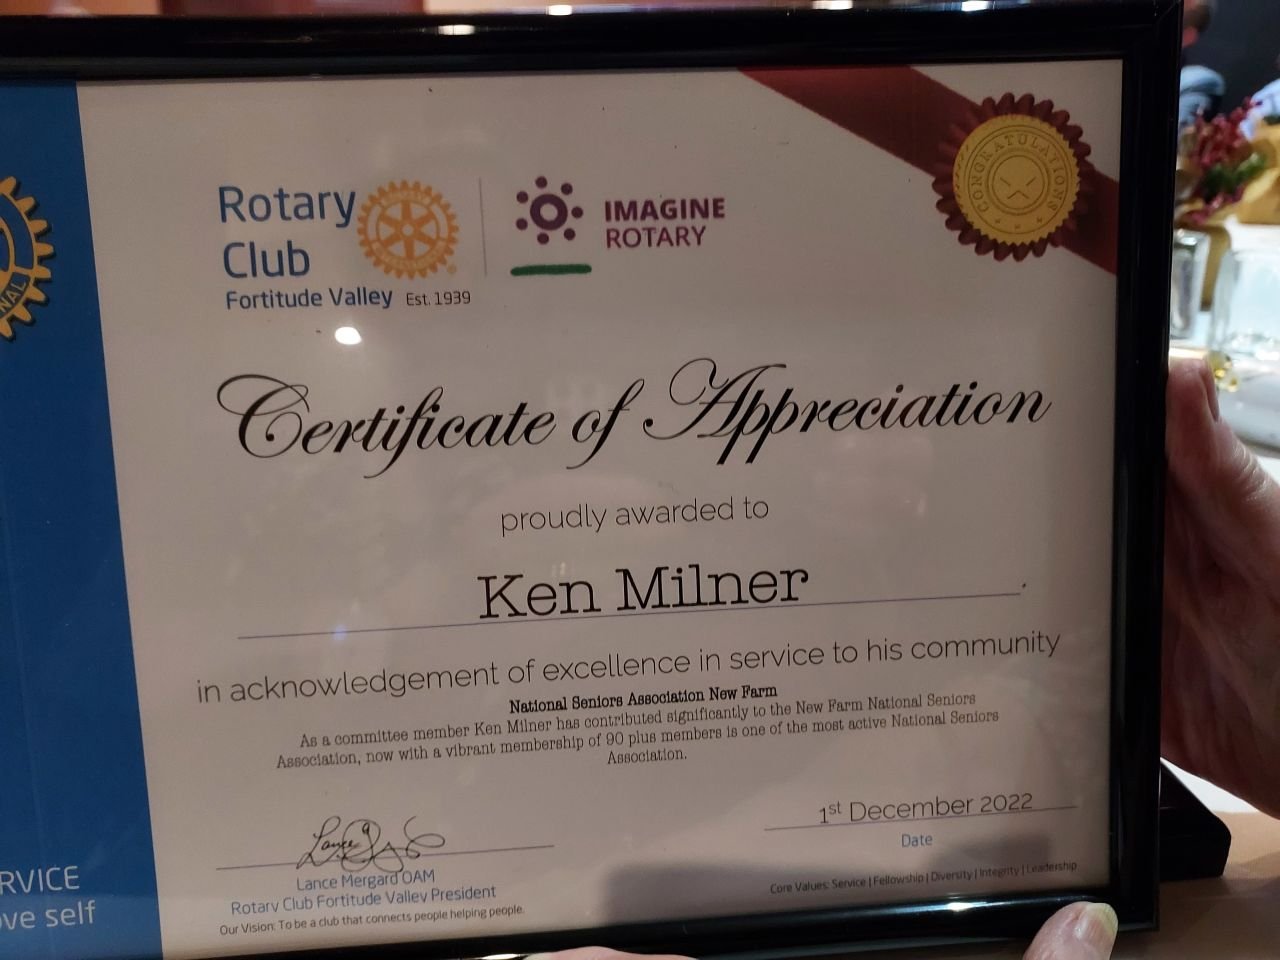 Rotary
Club
Fortitude Valley Est. 1939
IMAGINE
ROTARY
CONGRATULATIONS
Certificate of Appreciation
proudly awarded to
Ken Milner
in acknowledgement of excellence in service to his community
National Seniors Association New Farm
As a committee member Ken Milner has contributed significantly to the New Farm National Seniors
Association, now with a vibrant membership of 90 plus members is one of the most active National Seniors
Association.
Lance Mergard OAM
Rotary Club Fortitude Valley President
Our Vision: To be a club that connects people helping people.
1st December 2022
Date
Core Values: Service | Fellowship | Diversity | Integrity | Leadership
NAL
RVICE
ove self